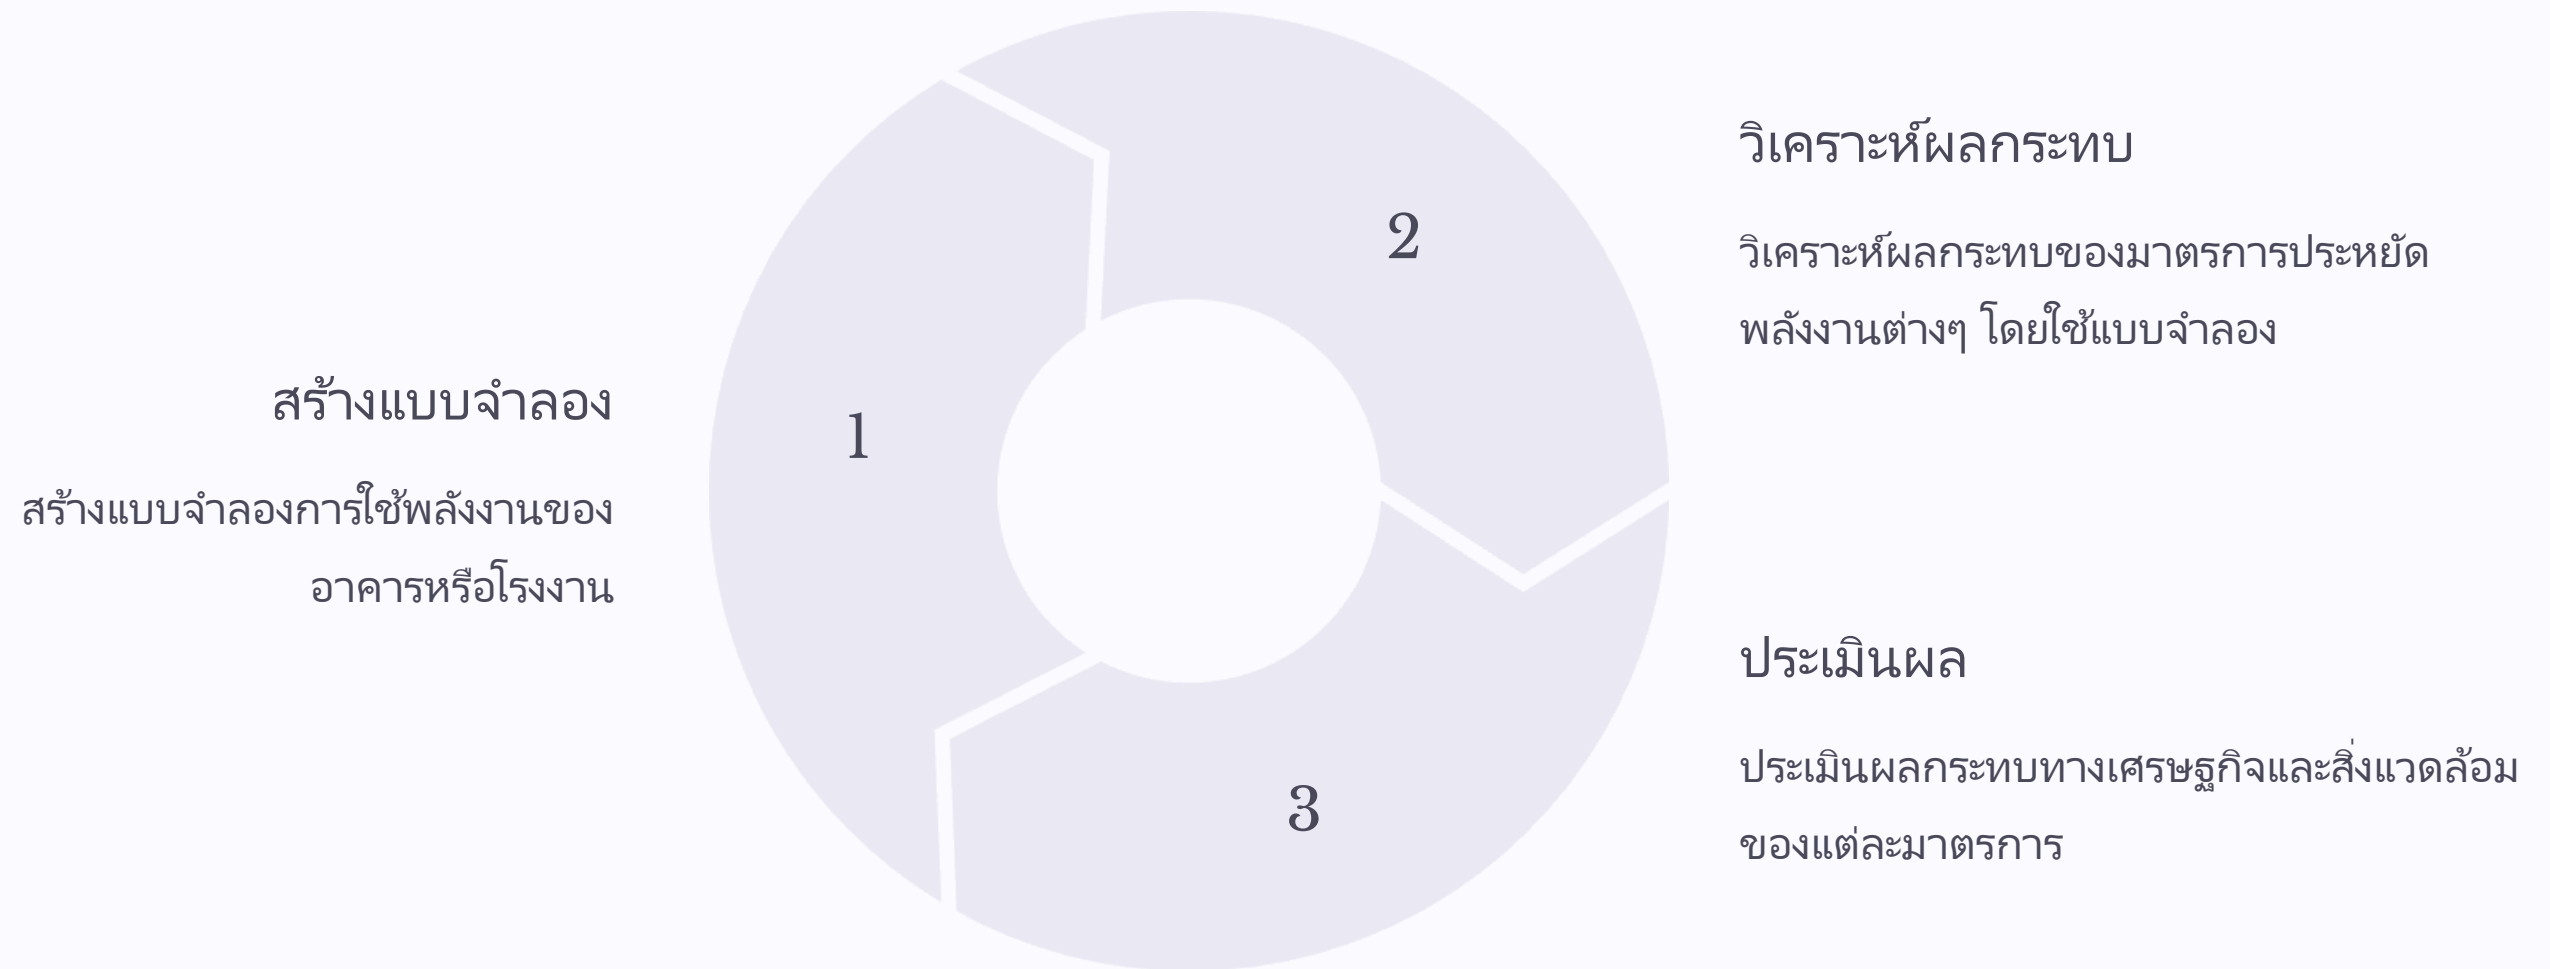 สร้างแบบจำลอง
สร้างแบบจำลองการใช้พลังงานของ
อาคารหรือโรงงาน
1
2
วิเคราะห์ผลกระทบ
วิเคราะห์ผลกระทบของมาตรการประหยัด
พลังงานต่างๆ โดยใช้แบบจำลอง
3
ประเมินผล
ประเมินผลกระทบทางเศรษฐกิจและสิ่งแวดล้อม
ของแต่ละมาตรการ